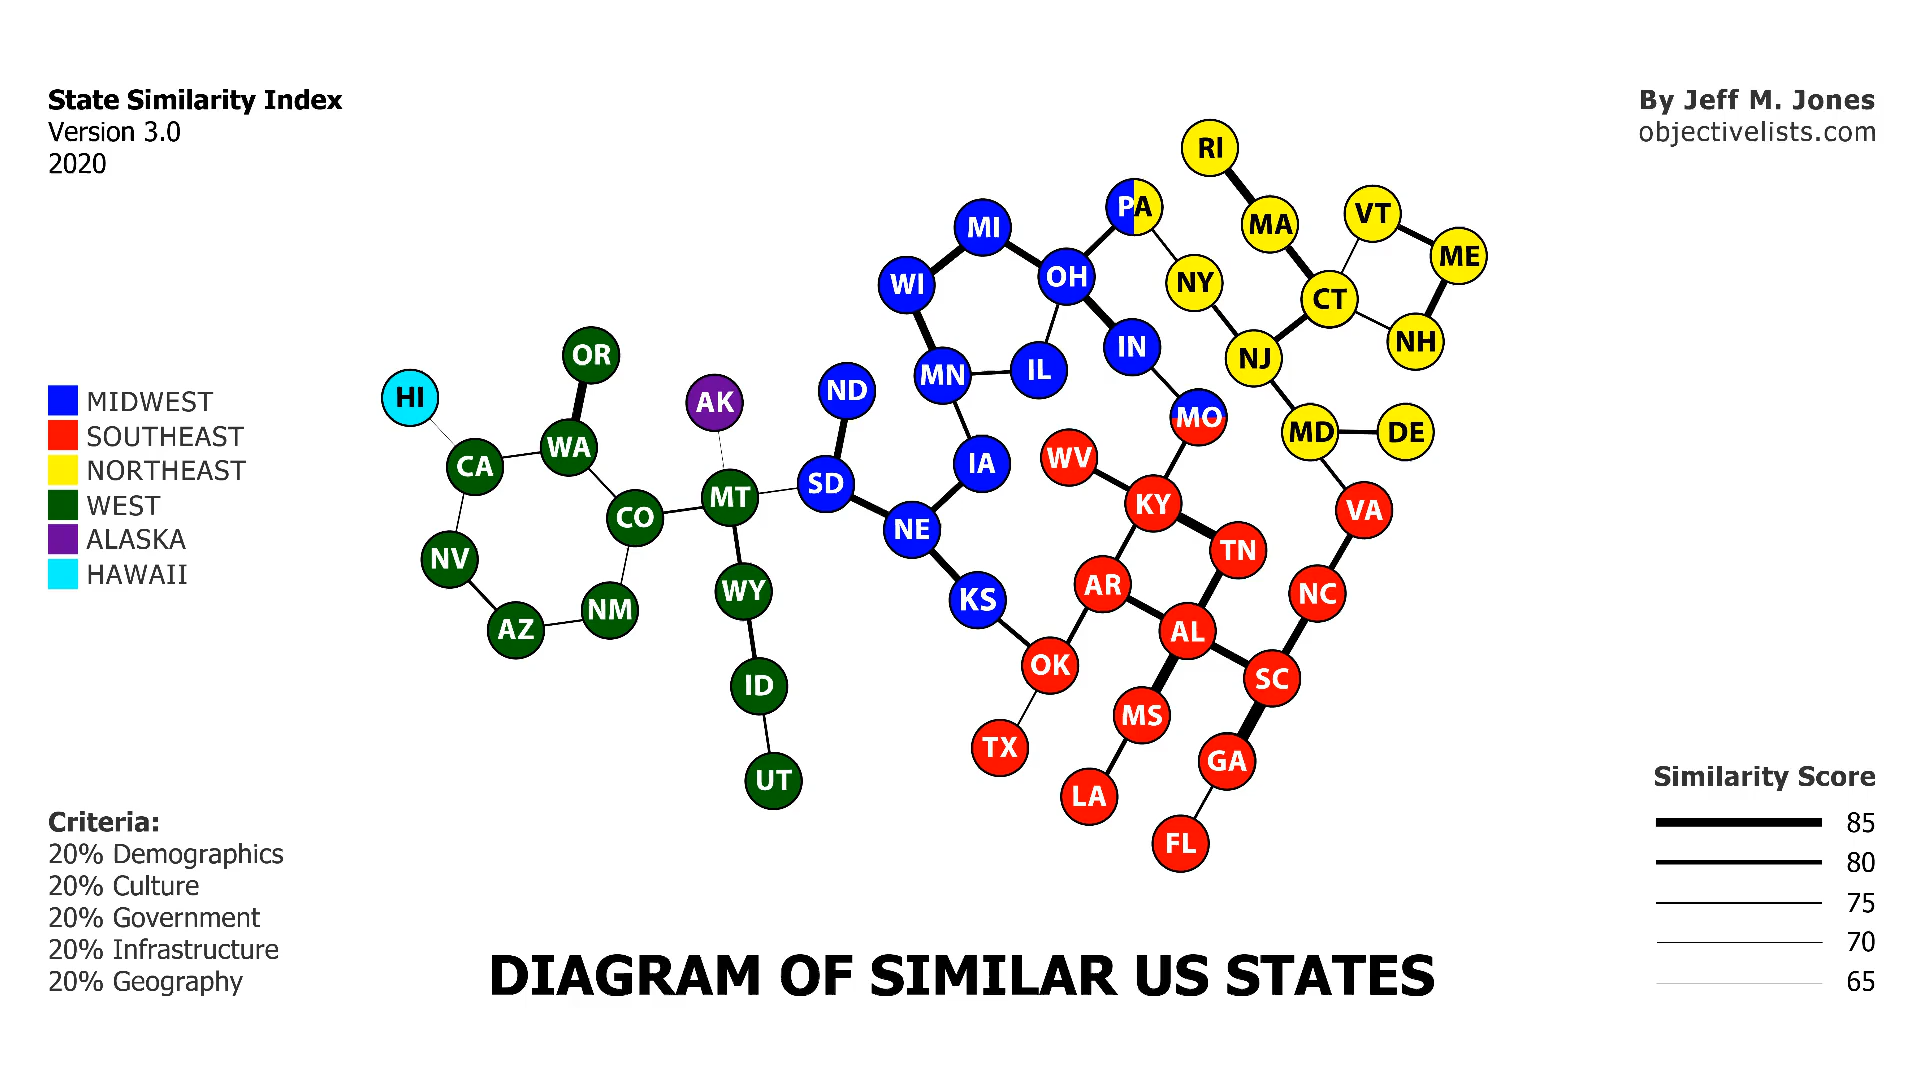 State Similarity Index
Version 3.0
2020
By Jeff M. Jones
objectivelists.com
RI
MA
VT
PA
MI
ME
OH
WI
NY
CT
NH
IN
OR
NJ
MN
IL
ND
HI
AK
MO
MD
DE
WA
WV
IA
CA
SD
MT
KY
VA
CO
NE
TN
NV
AR
WY
NC
KS
NM
AZ
AL
OK
SC
ID
MS
TX
GA
UT
LA
FL
MIDWEST
SOUTHEAST
NORTHEAST
WEST
ALASKA
HAWAII
Criteria:
20% Demographics
20% Culture
20% Government
20% Infrastructure
20% Geography
Similarity Score
85
80
75
70
65
DIAGRAM OF SIMILAR US STATES